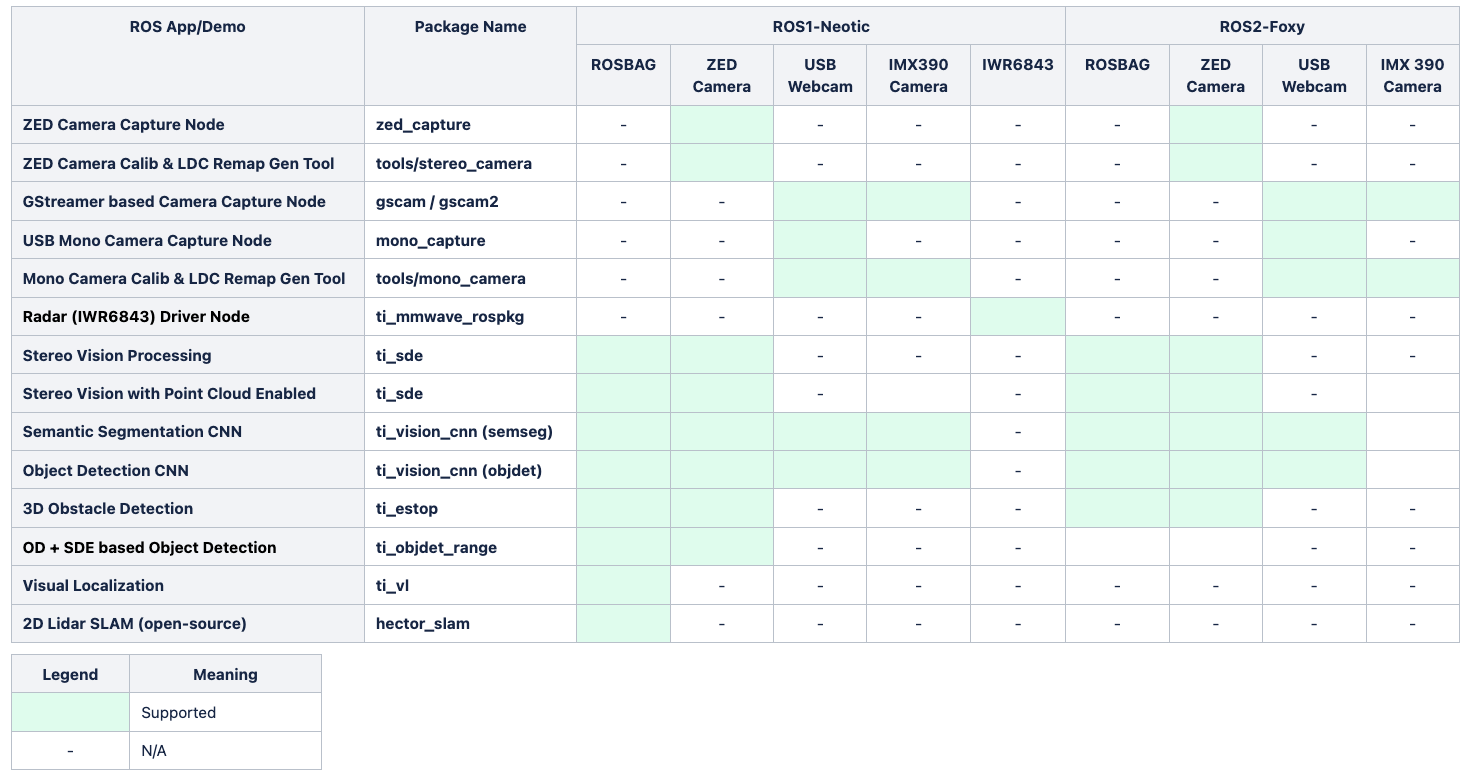 ROS App/Demo Package Name ROS1-Neotic ROS2-Foxy
ROSBAG ZED Camera USB Webcam IMX390 Camera IWR6843 ROSBAG ZED Camera USB Webcam IMX 390 Camera
ZED Camera Capture Node zed_capture - - - - - - -
ZED Camera Calib & LDC Remap Gen Tool tools/stereo_camera - - - - - - -
GStreamer based Camera Capture Node gscam / gscam2 - - - - -
USB Mono Camera Capture Node mono_capture - - - - - - -
Mono Camera Calib & LDC Remap Gen Tool tools/mono_camera - - - - -
Radar (IWR6843) Driver Node ti_mmwave_rospkg - - - - - - - -
Stereo Vision Processing ti_sde - - - - -
Stereo Vision with Point Cloud Enabled ti_sde - - -
Semantic Segmentation CNN ti_vision_cnn (semseg) -
Object Detection CNN ti_vision_cnn (objdet) -
3D Obstacle Detection ti_estop - - - - -
OD + SDE based Object Detection ti_objdet_range - - - - -
Visual Localization ti_vl - - - - - - - -
2D Lidar SLAM (open-source) hector_slam - - - - - - - -
Legend Meaning
Supported
- N/A